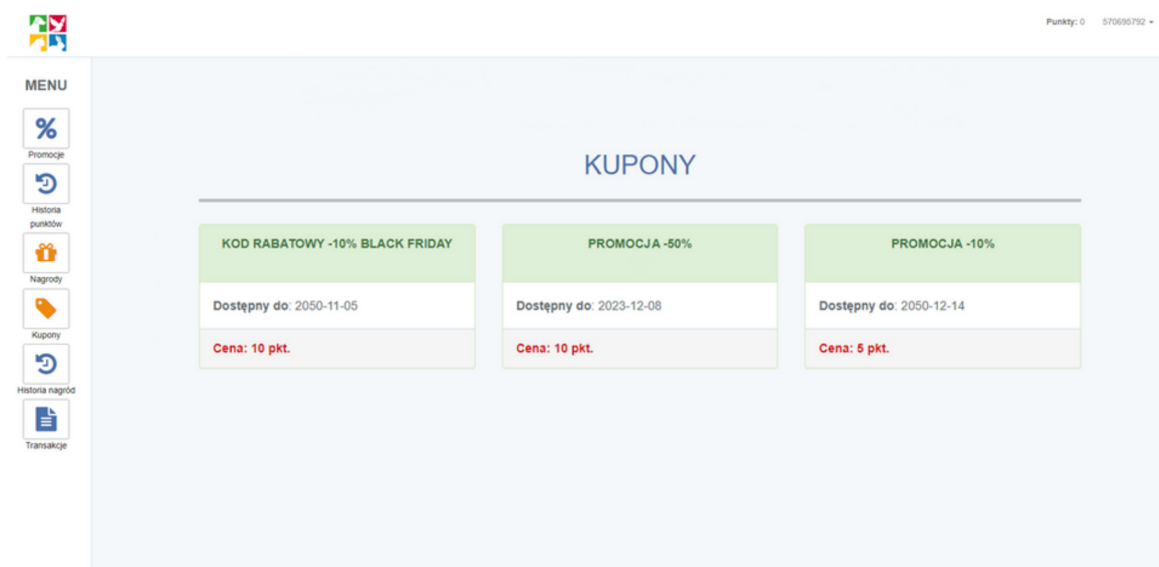 Punkty: 0 570695792
MENU
Promocje
Historia
punktów
Nagrody
Kupony
Historia nagród
Transakcje
KUPONY
KOD RABATOWY -10% BLACK FRIDAY
Dostępny do: 2050-11-05
Cena: 10 pkt.
PROMOCJA -50%
Dostępny do: 2023-12-08
Cena: 10 pkt.
PROMOCJA -10%
Dostępny do: 2050-12-14
Cena: 5 pkt.